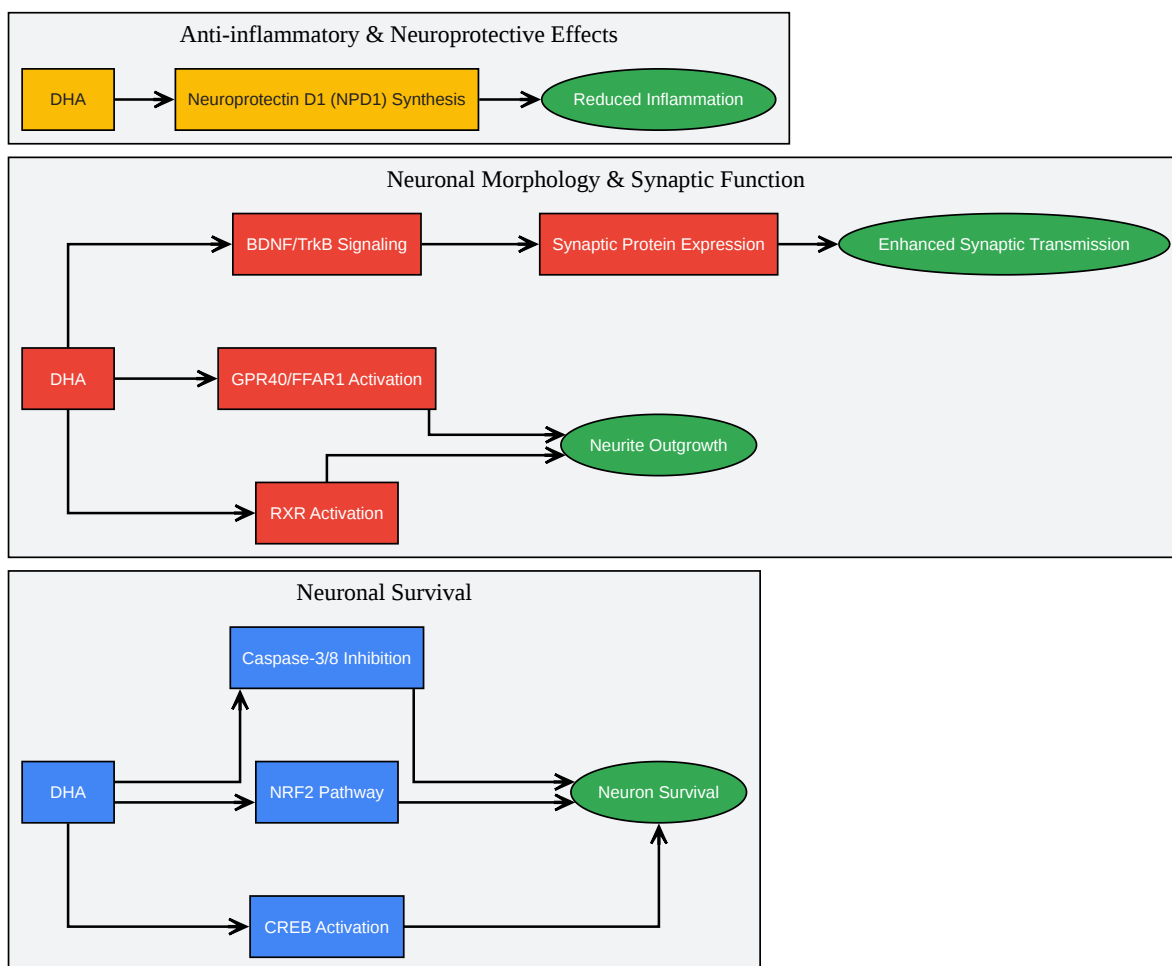 Anti-inflammatory & Neuroprotective Effects
DHA
Neuroprotectin D1 (NPD1) Synthesis
Reduced Inflammation
Neuronal Morphology & Synaptic Function
BDNF/TrkB Signaling
Synaptic Protein Expression
Enhanced Synaptic Transmission
DHA
GPR40/FFAR1 Activation
Neurite Outgrowth
RXR Activation
Neuronal Survival
Caspase-3/8 Inhibition
DHA
NRF2 Pathway
Neuron Survival
CREB Activation